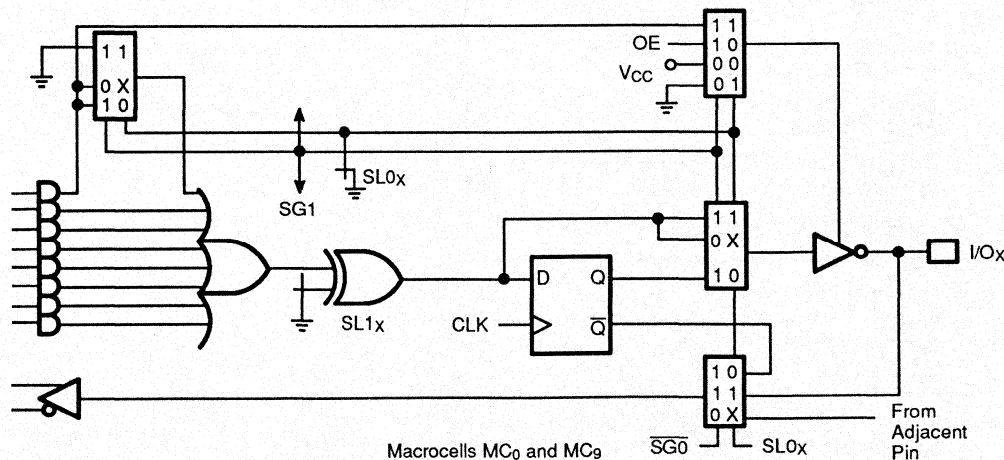 1 1
0 X
1 0
1 1
1 0
0 0
0 1
OE
VCC
SG1
SL0X
1 1
0 X
1 0
SL1X
D Q
CLK
Q̅
I/OX
1 0
1 1
0 X
From
Adjacent
Pin
S̅G̅0̅ SL0X
Macrocells MC0 and MC9